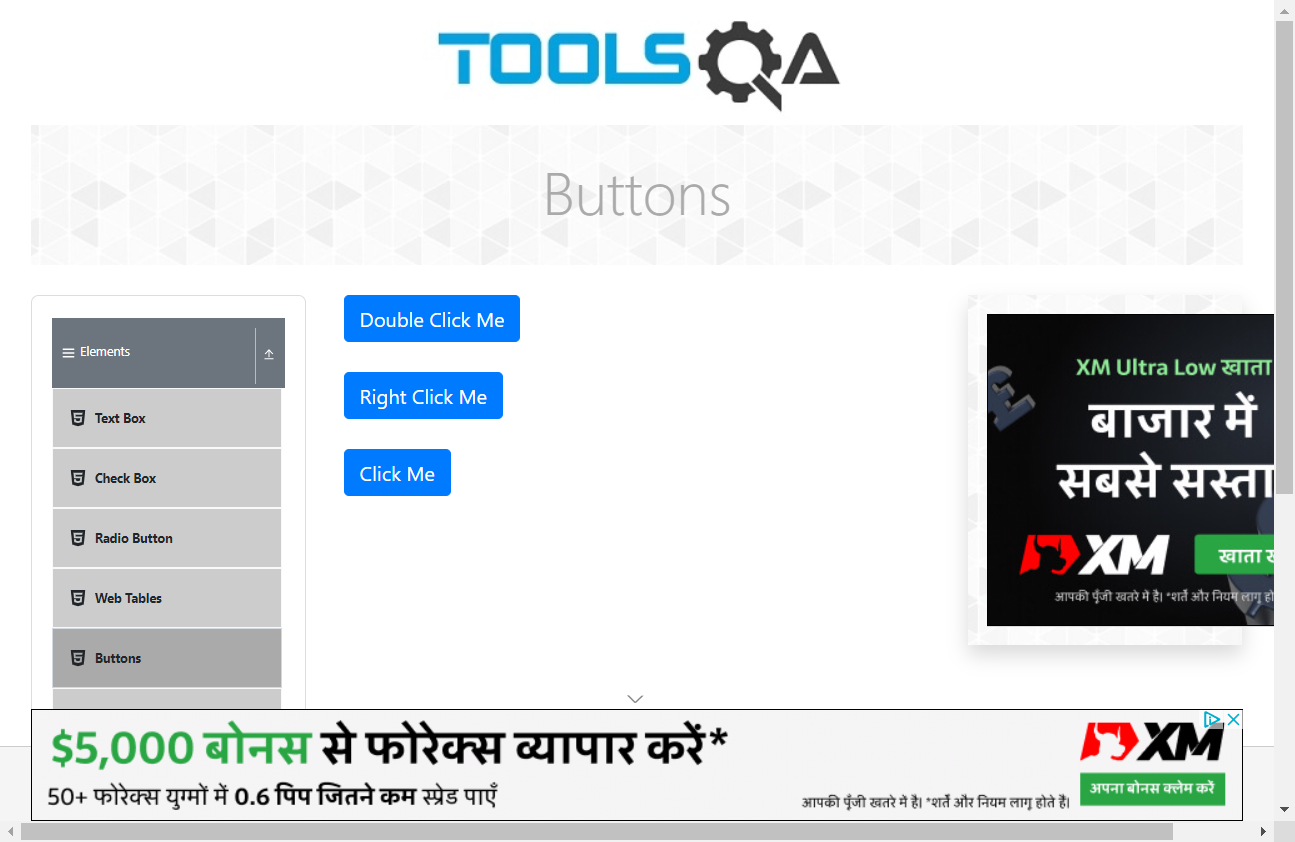 TOOLSQA
Buttons
Elements
Text Box
Check Box
Radio Button
Web Tables
Buttons
Double Click Me
Right Click Me
Click Me
XM Ultra Low खाता
बाजार में
सबसे सस्ता
XM
खाता
आपकी पूँजी खतरे में है। *शर्तें और नियम लागू
$5,000 बोनस से फोरेक्स व्यापार करें*
50+ फोरेक्स युग्मों में 0.6 पिप जितने कम स्प्रेड पाएँ
आपकी पूँजी खतरे में है। *शर्तें और नियम लागू होते हैं।
XM
अपना बोनस क्लेम करें